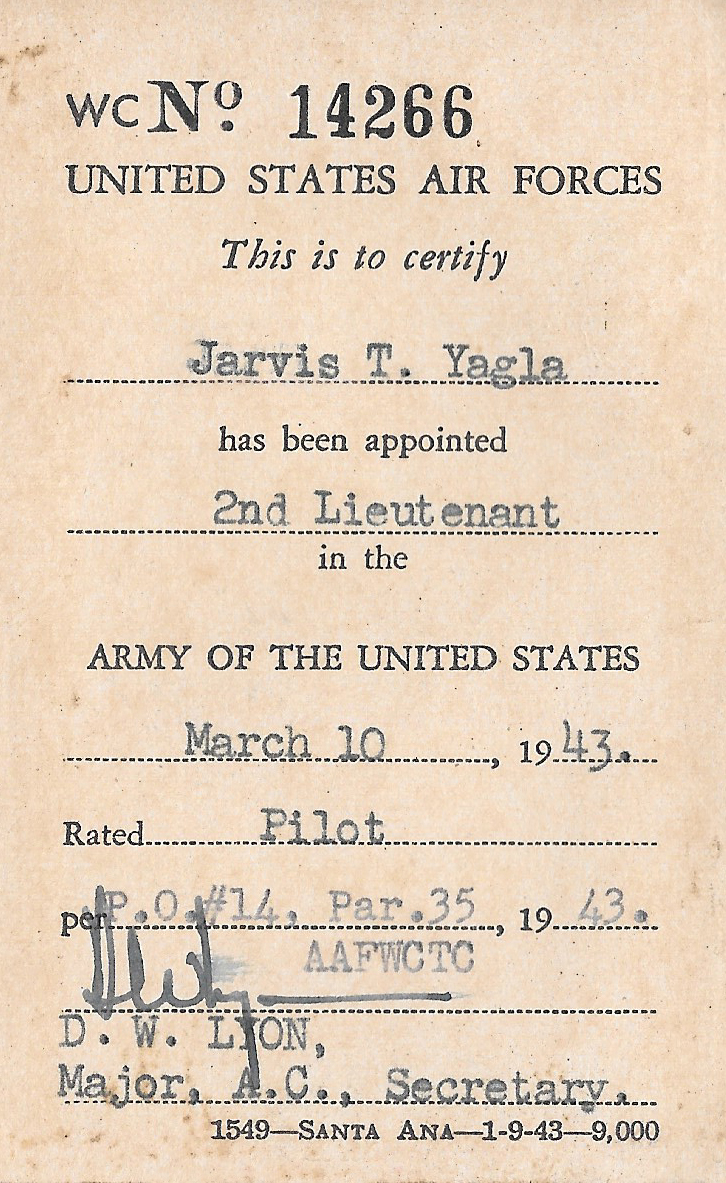 WC Nº 14266
UNITED STATES AIR FORCES
This is to certify
Jarvis T. Yagla
has been appointed
2nd Lieutenant
in the
ARMY OF THE UNITED STATES
March 10, 1943.
Rated Pilot
per P.O.#14, Par.35, 1943.
AAFWCTC
D. W. LYON,
Major, A.C., Secretary.
1549—SANTA ANA—1-9-43—9,000